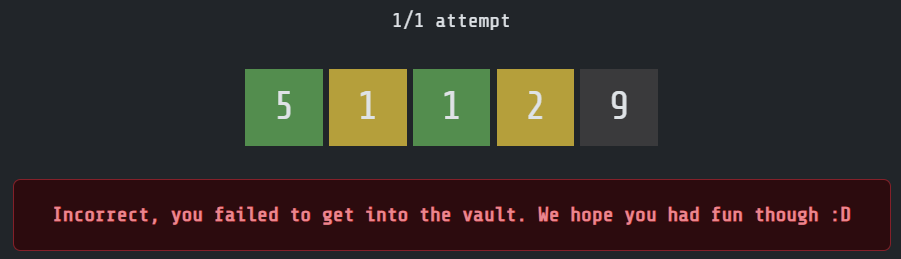 1/1 attempt
5 1 1 2 9
Incorrect, you failed to get into the vault. We hope you had fun though :D